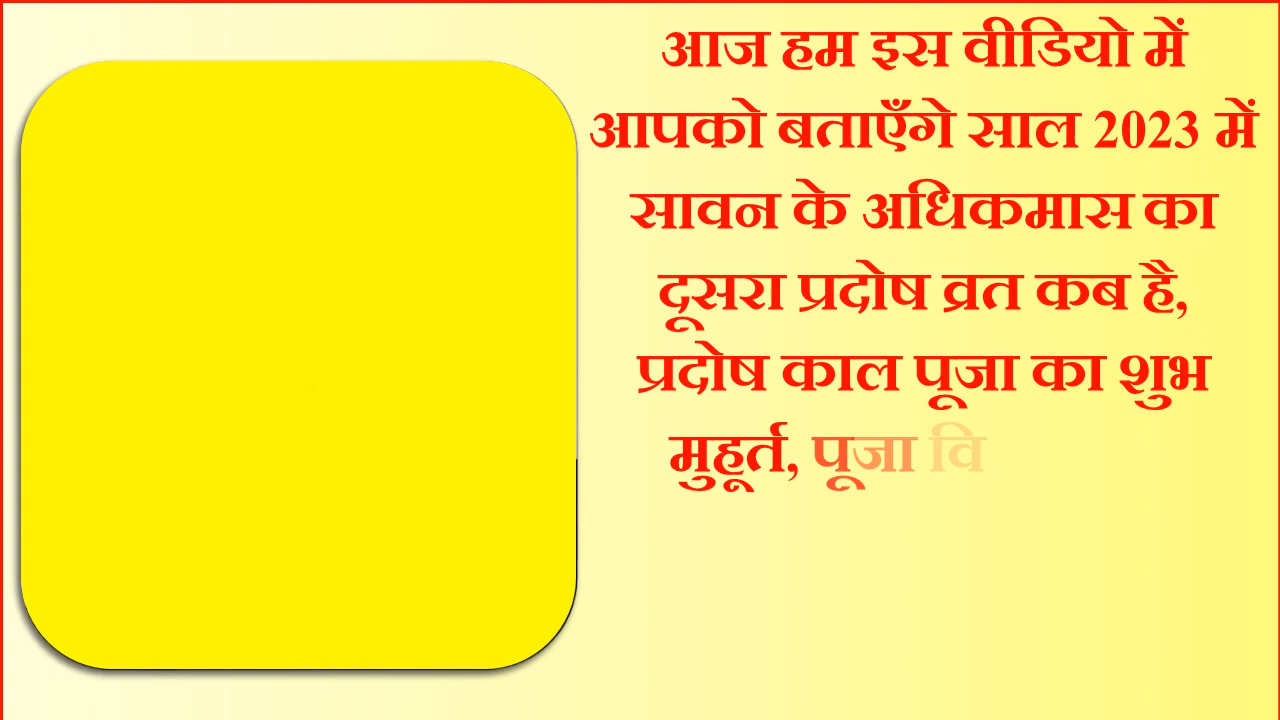 आज हम इस वीडियो में
आपको बताएँगे साल 2023 में
सावन के अधिकमास का
दूसरा प्रदोष व्रत कब है,
प्रदोष काल पूजा का शुभ
मुहूर्त, पूजा वि